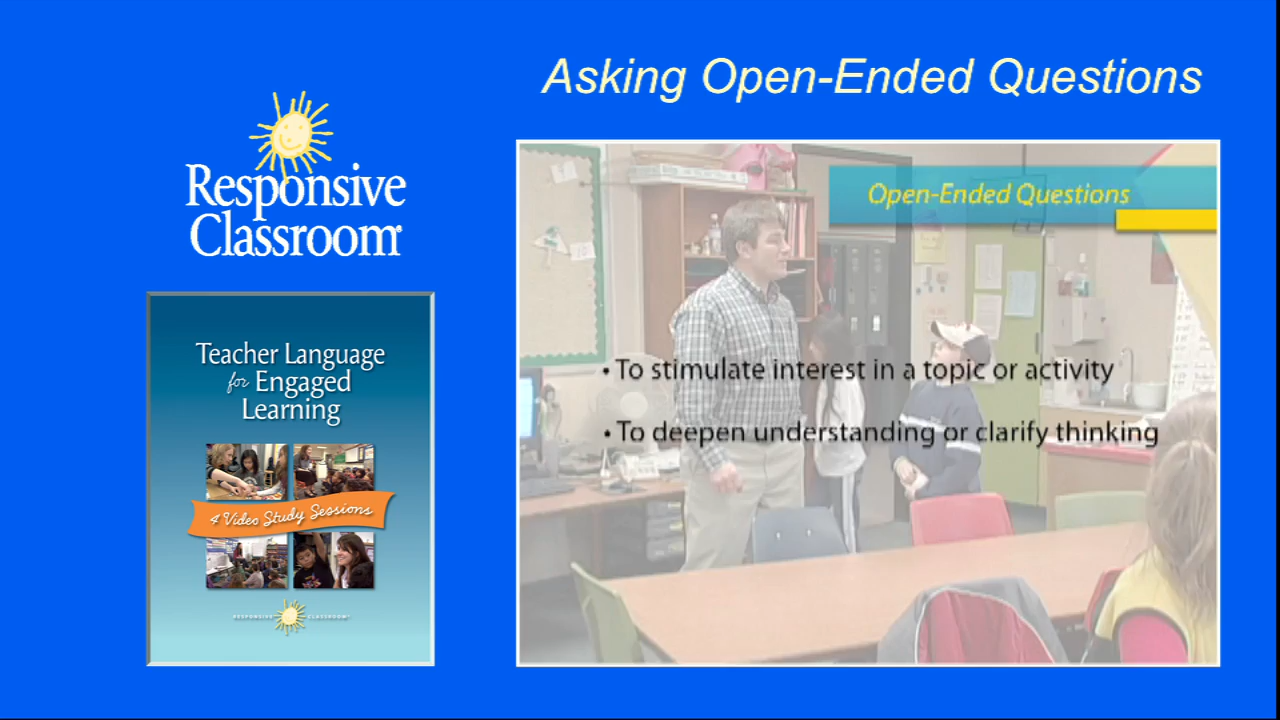 Asking Open-Ended Questions
Responsive
Classroom®
Teacher Language
for Engaged
Learning
4 Video Study Sessions
RESPONSIVE CLASSROOM®
Open-Ended Questions
• To stimulate interest in a topic or activity
• To deepen understanding or clarify thinking